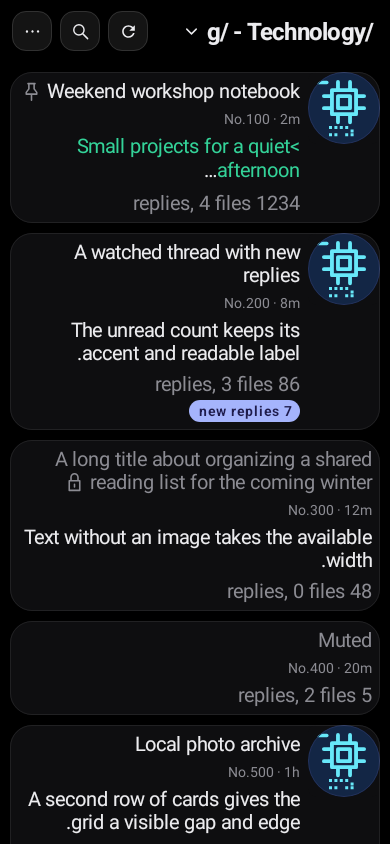 g/ - Technology/
Weekend workshop notebook
No.100 · 2m
Small projects for a quiet<
...afternoon
replies, 4 files 1234
A watched thread with new
replies
No.200 · 8m
The unread count keeps its
.accent and readable label
replies, 3 files 86
new replies 7
A long title about organizing a shared
reading list for the coming winter
No.300 · 12m
Text without an image takes the available
.width
replies, 0 files 48
Muted
No.400 · 20m
replies, 2 files 5
Local photo archive
No.500 · 1h
A second row of cards gives the
.grid a visible gap and edge